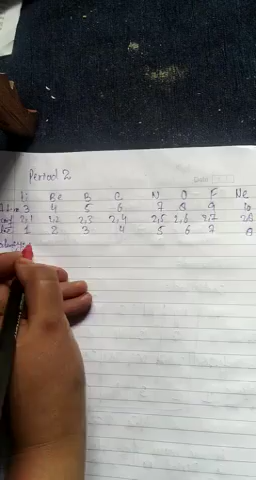 Period 2
Date
Li Be B C N O F Ne
3 4 5 6 7 8 9 10
2,1 2,2 2,3 2,4 2,5 2,6 2,7 2,8
1 2 3 4 5 6 7 8